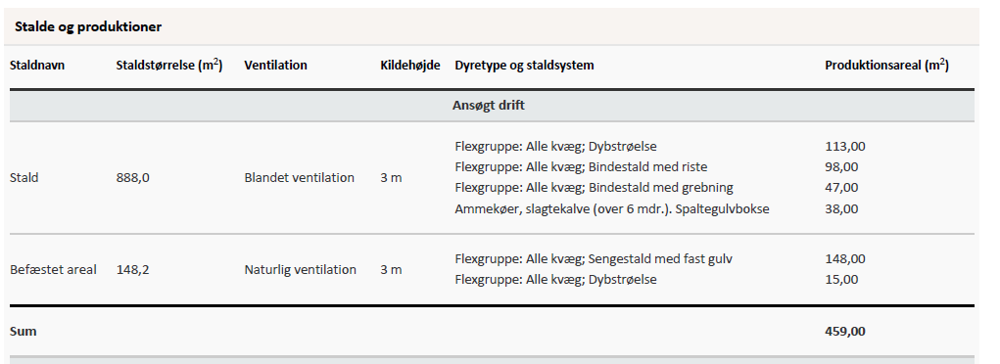 Stalde og produktioner
Staldnavn Staldstørrelse (m²) Ventilation Kildehøjde Dyretype og staldsystem Produktionsareal (m²)
Ansøgt drift
Flexgruppe: Alle kvæg; Dybstrøelse 113,00
Flexgruppe: Alle kvæg; Bindestald med riste 98,00
Stald 888,0 Blandet ventilation 3 m
Flexgruppe: Alle kvæg; Bindestald med grebning 47,00
Ammekøer, slagtekalve (over 6 mdr.). Spaltegulvbokse 38,00
Flexgruppe: Alle kvæg; Sengestald med fast gulv 148,00
Befæstet areal 148,2 Naturlig ventilation 3 m
Flexgruppe: Alle kvæg; Dybstrøelse 15,00
Sum 459,00